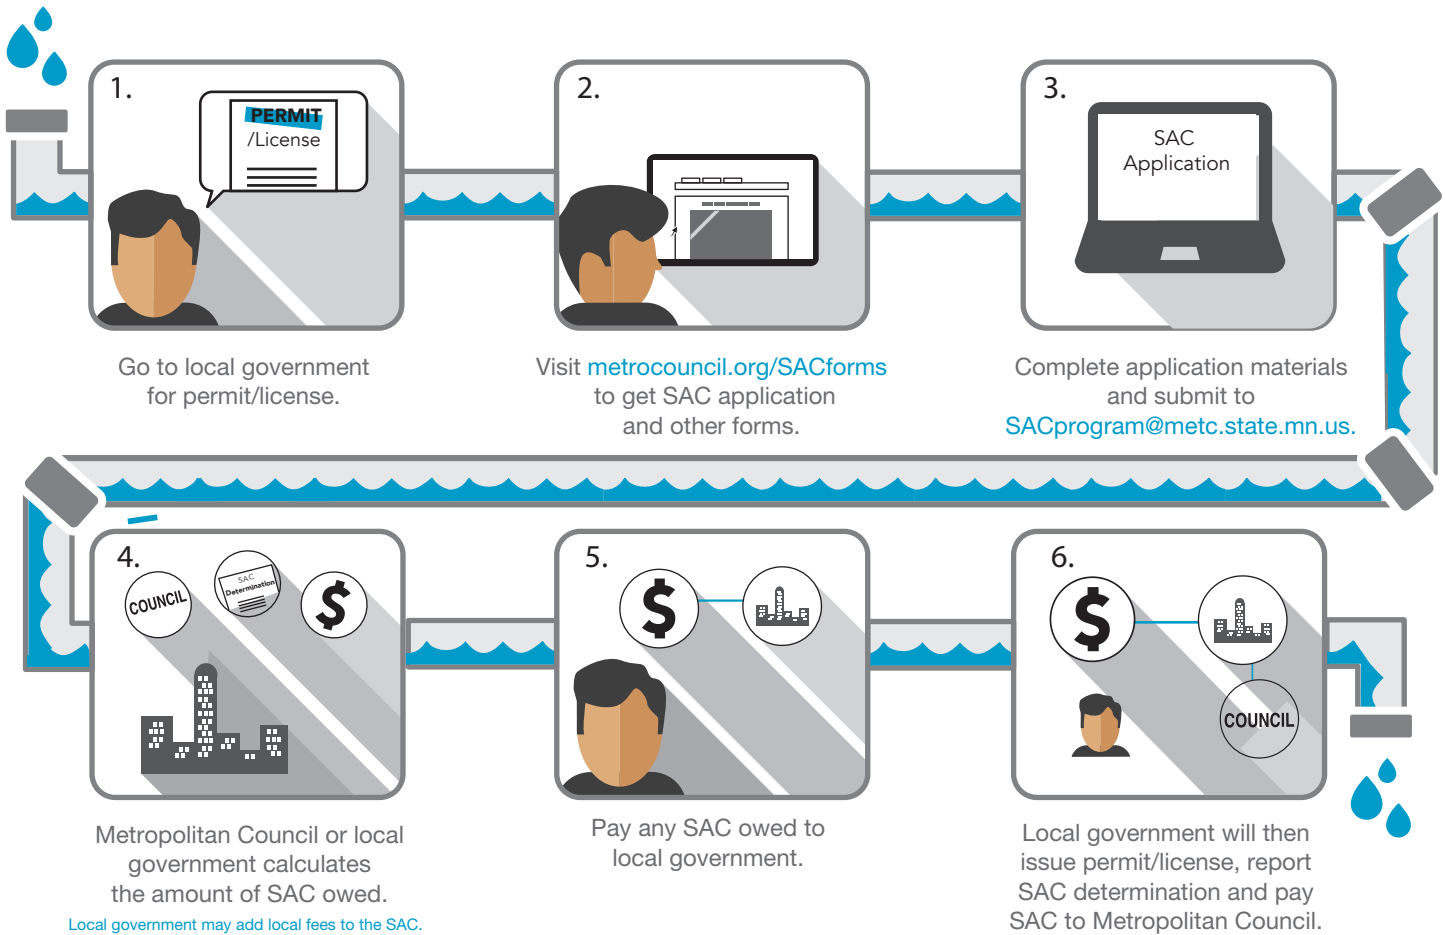 1.
PERMIT
/License
Go to local government
for permit/license.
2.
Visit metrocouncil.org/SACforms
to get SAC application
and other forms.
3.
SAC
Application
Complete application materials
and submit to
SACprogram@metc.state.mn.us.
4.
COUNCIL
SAC
Determination
Metropolitan Council or local
government calculates
the amount of SAC owed.
Local government may add local fees to the SAC.
5.
Pay any SAC owed to
local government.
6.
COUNCIL
Local government will then
issue permit/license, report
SAC determination and pay
SAC to Metropolitan Council.